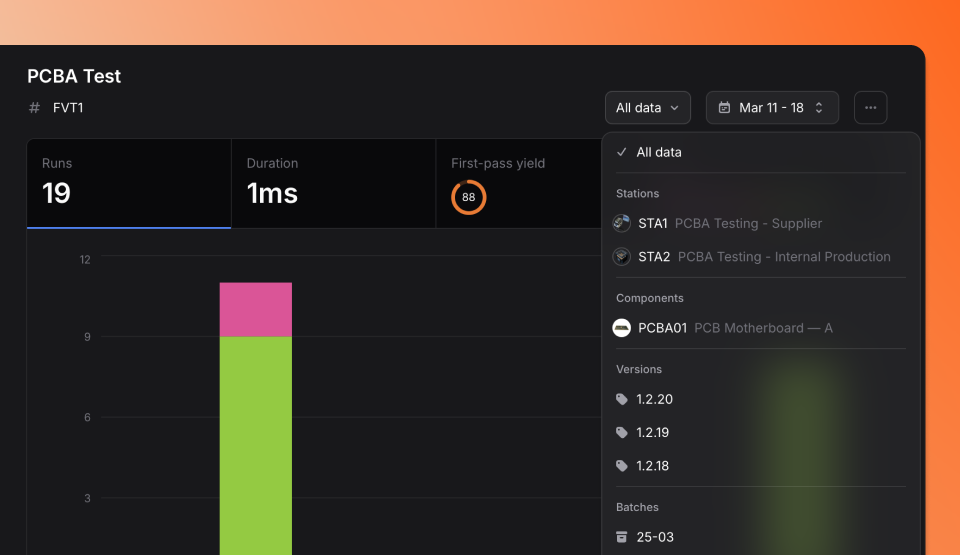 PCBA Test
# FVT1
All data
Mar 11 - 18
Runs
19
Duration
1ms
First-pass yield
88
12
9
6
3
All data
Stations
STA1 PCBA Testing - Supplier
STA2 PCBA Testing - Internal Production
Components
PCBA01 PCB Motherboard — A
Versions
1.2.20
1.2.19
1.2.18
Batches
25-03